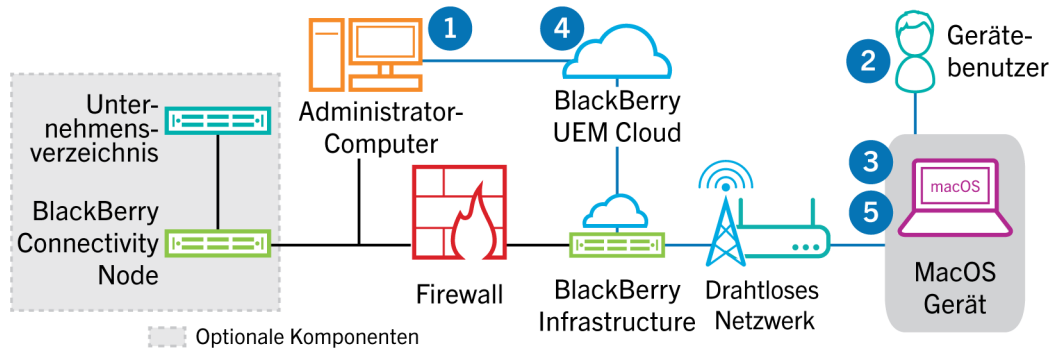 1
4
2
Geräte-
benutzer
Unter-
nehmens-
verzeichnis
Administrator-
Computer
BlackBerry
UEM Cloud
3
macOS
5
BlackBerry
Connectivity
Node
Firewall
BlackBerry
Infrastructure
Drahtloses
Netzwerk
MacOS
Gerät
Optionale Komponenten